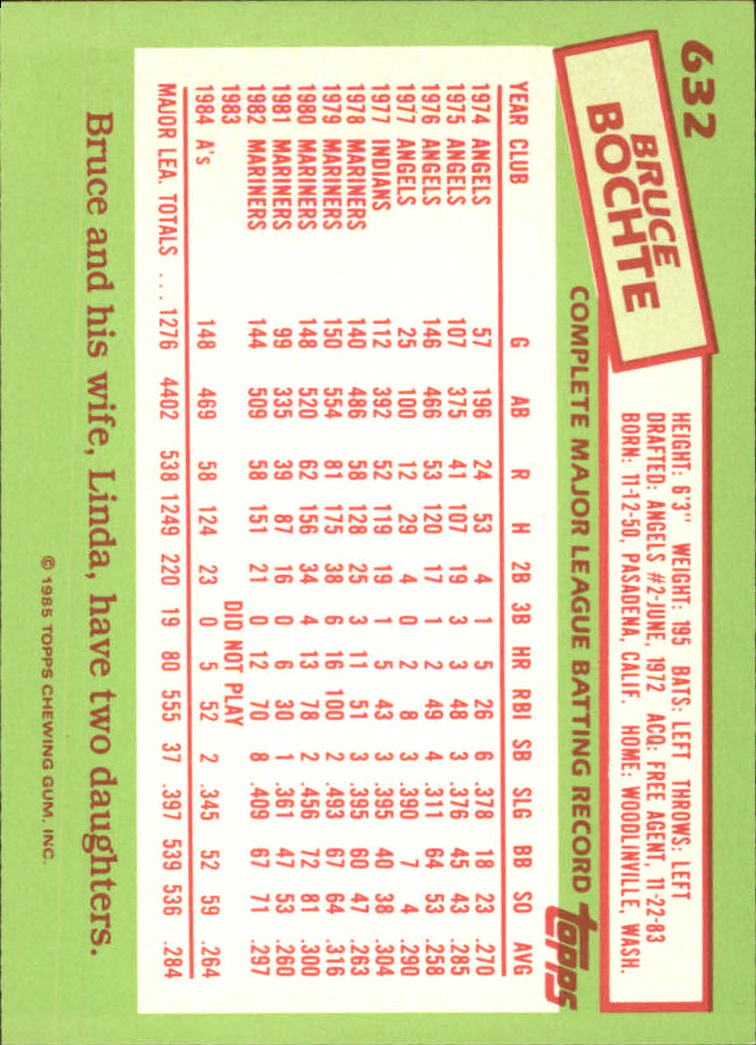 632
BRUCE
BOCHTE
HEIGHT: 6'3" WEIGHT: 195 BATS: LEFT THROWS: LEFT
DRAFTED: ANGELS #2-JUNE, 1972 ACQ: FREE AGENT, 11-22-83
BORN: 11-12-50, PASADENA, CALIF. HOME: WOODLINVILLE, WASH.
COMPLETE MAJOR LEAGUE BATTING RECORD topps
YEAR CLUB G AB R H 2B 3B HR RBI SB SLG BB SO AVG
1974 ANGELS 57 196 24 53 4 1 5 26 6 .378 18 23 .270
1975 ANGELS 107 375 41 107 19 3 3 48 3 .376 45 43 .285
1976 ANGELS 146 466 53 120 17 1 2 49 4 .311 64 53 .258
1977 ANGELS 25 100 12 29 4 0 2 8 3 .390 7 4 .290
1977 INDIANS 112 392 52 119 19 1 5 43 3 .395 40 38 .304
1978 MARINERS 140 486 58 128 25 3 11 51 3 .395 60 47 .263
1979 MARINERS 150 554 81 175 38 6 16 100 2 .493 67 64 .316
1980 MARINERS 148 520 62 156 34 4 13 78 2 .456 72 81 .300
1981 MARINERS 99 335 39 87 16 0 6 30 1 .361 47 53 .260
1982 MARINERS 144 509 58 151 21 0 12 70 8 .409 67 71 .297
1983 DID NOT PLAY
1984 A's 148 469 58 124 23 0 5 52 2 .345 52 59 .264
MAJOR LEA. TOTALS ... 1276 4402 538 1249 220 19 80 555 37 .397 539 536 .284
Bruce and his wife, Linda, have two daughters.
© 1985 TOPPS CHEWING GUM, INC.